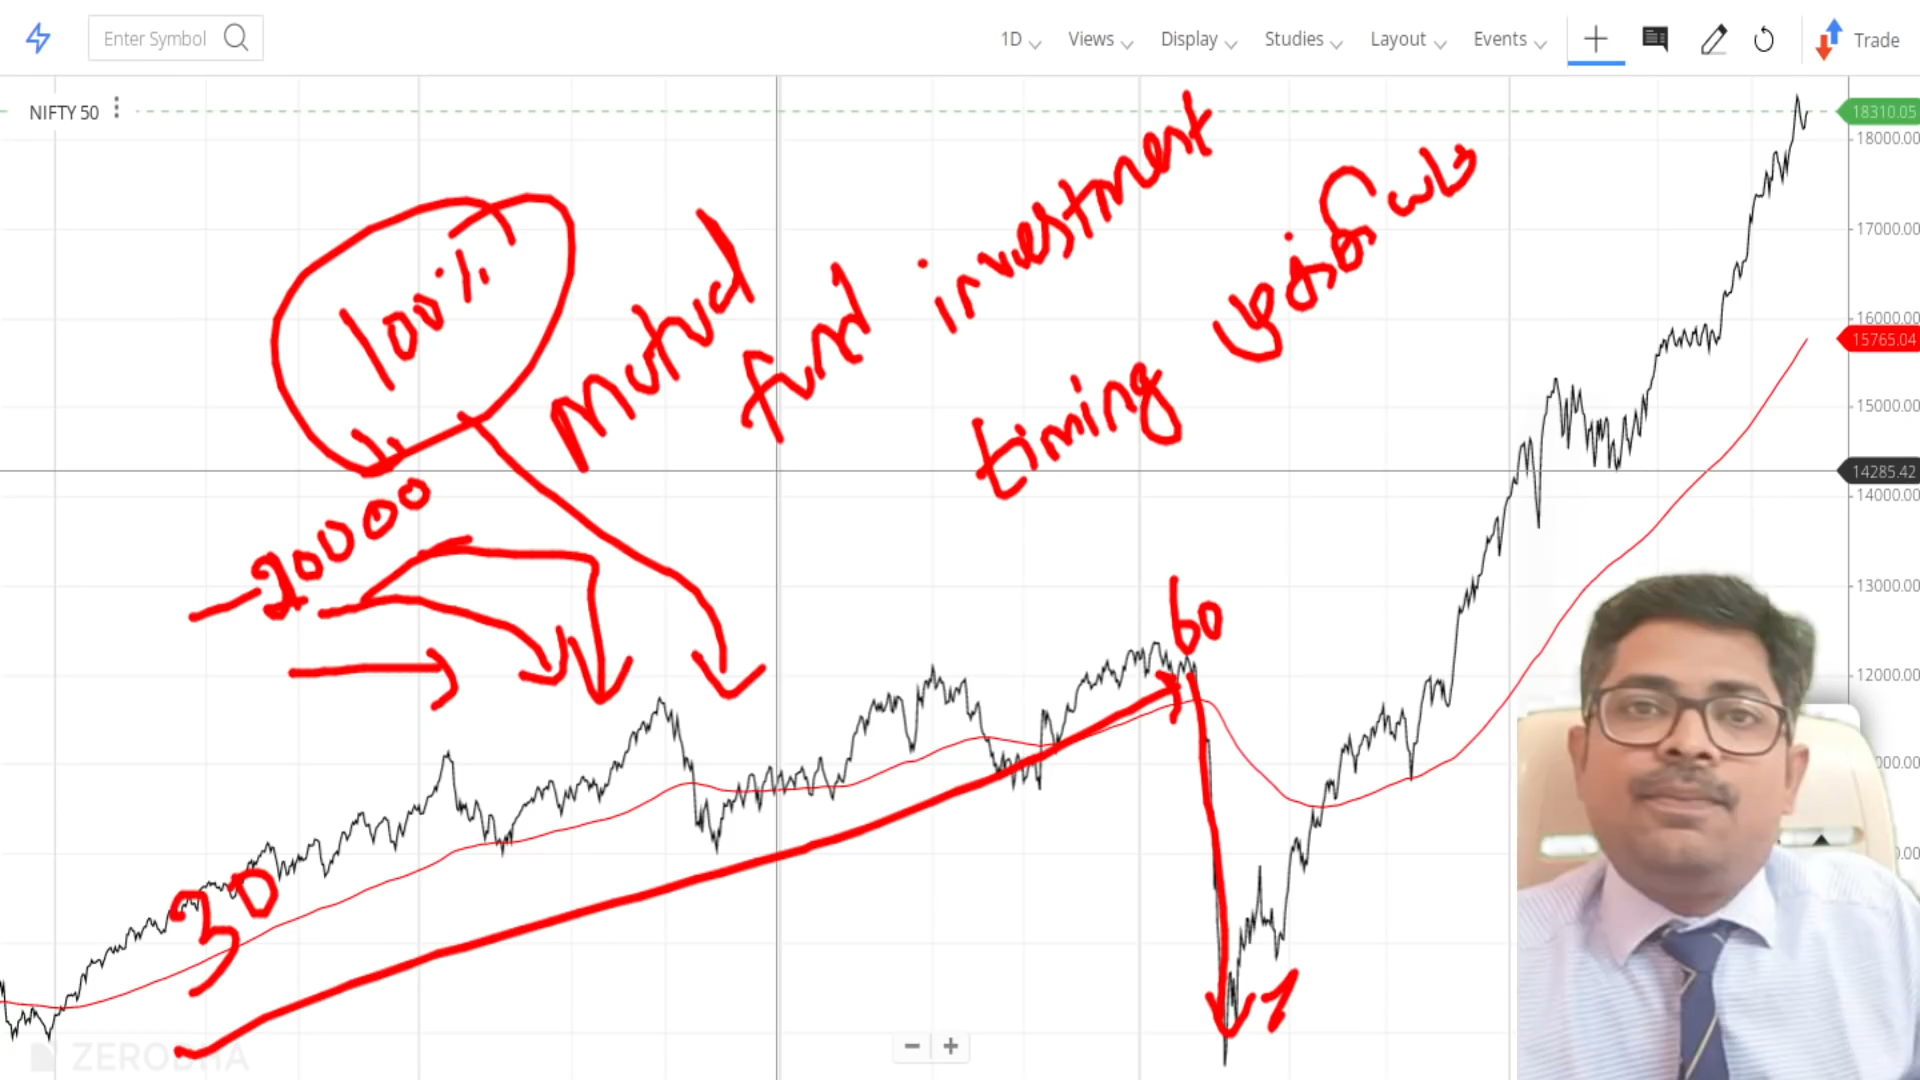 Enter Symbol
1D
Views
Display
Studies
Layout
Events
Trade
NIFTY 50
18310.05
18000.00
17000.00
16000.00
15765.04
15000.00
14285.42
14000.00
13000.00
12000.00
100%
mutual
fund investment
timing
-20000
60
30
ZERODHA